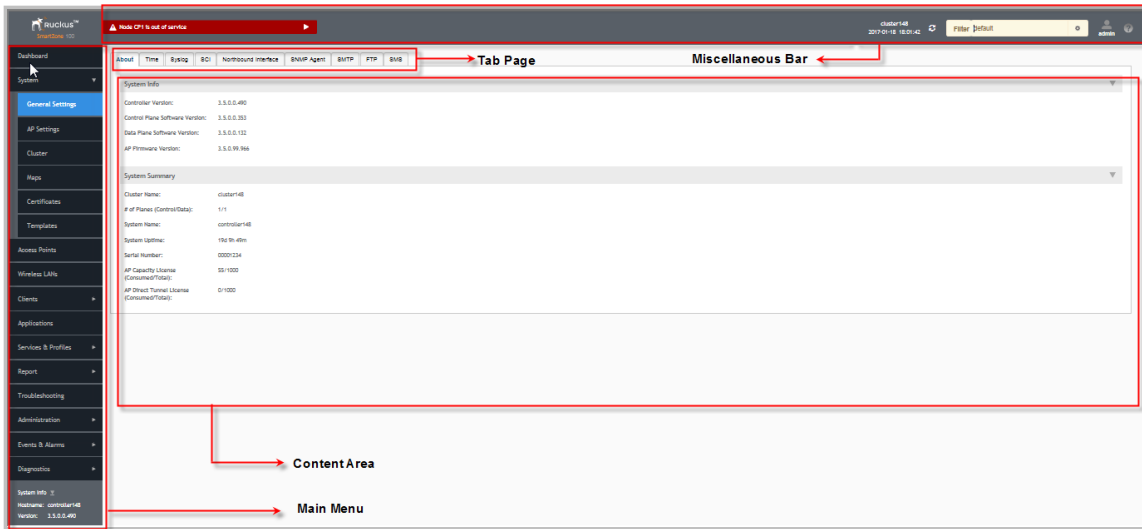 Ruckus™
SmartZone 100
Node CP1 is out of service
cluster148
2017-01-18 18:01:42
Filter default
admin
Dashboard
System
General Settings
AP Settings
Cluster
Maps
Certificates
Templates
Access Points
Wireless LANs
Clients
Applications
Services & Profiles
Report
Troubleshooting
Administration
Events & Alarms
Diagnostics
System Info
Hostname: controller148
Version: 3.5.0.0.490
About Time Syslog SCI Northbound Interface SNMP Agent SMTP FTP SMS
Tab Page
Miscellaneous Bar
System Info
Controller Version: 3.5.0.0.490
Control Plane Software Version: 3.5.0.0.353
Data Plane Software Version: 3.5.0.0.132
AP Firmware Version: 3.5.0.99.966
System Summary
Cluster Name: cluster148
# of Planes (Control/Data): 1/1
System Name: controller148
System Uptime: 19d 9h 49m
Serial Number: 00001234
AP Capacity License 55/1000
(Consumed/Total):
AP Direct Tunnel License 0/1000
(Consumed/Total):
Content Area
Main Menu